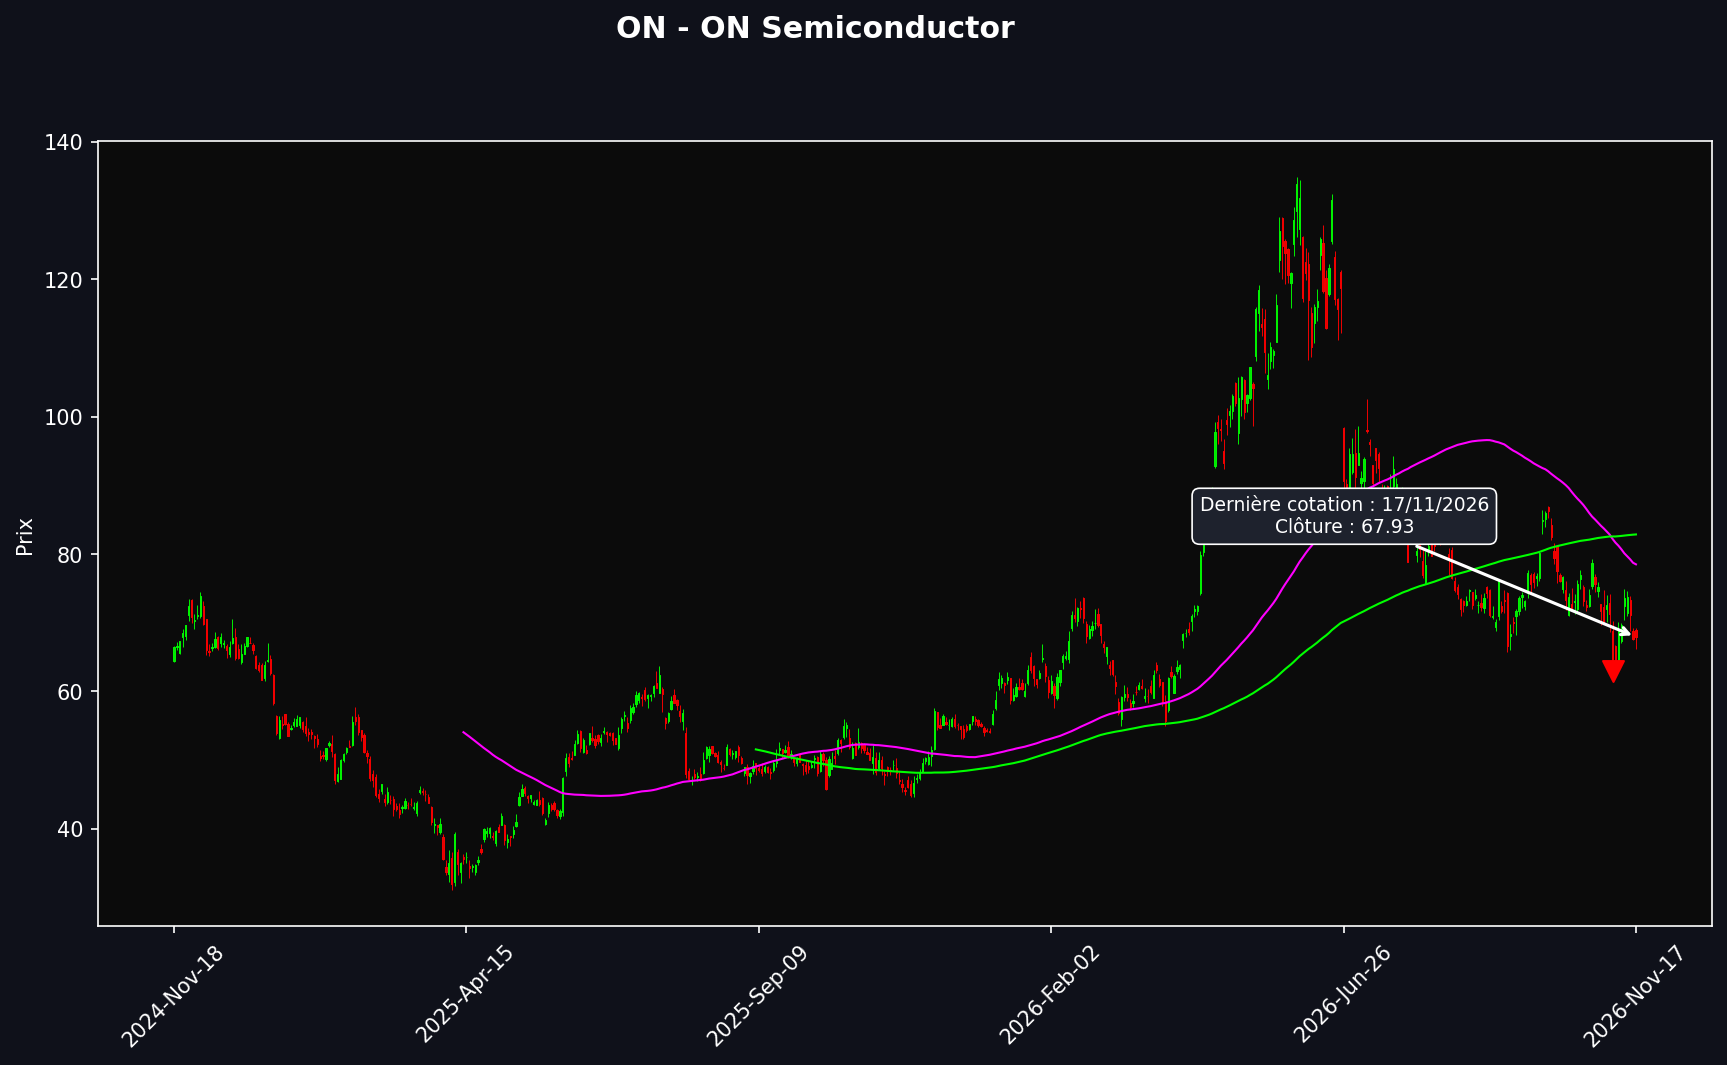 ON - ON Semiconductor
140
120
100
80
60
40
Prix
Dernière cotation : 17/11/2026
Clôture : 67.93
2024-Nov-18
2025-Apr-15
2025-Sep-09
2026-Feb-02
2026-Jun-26
2026-Nov-17